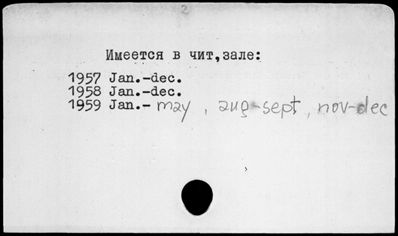 Имеется в чит,зале:
1957 Jan.-dec.
1958 Jan.-dec.
1959 Jan.- may , aug-sept , nov-dec